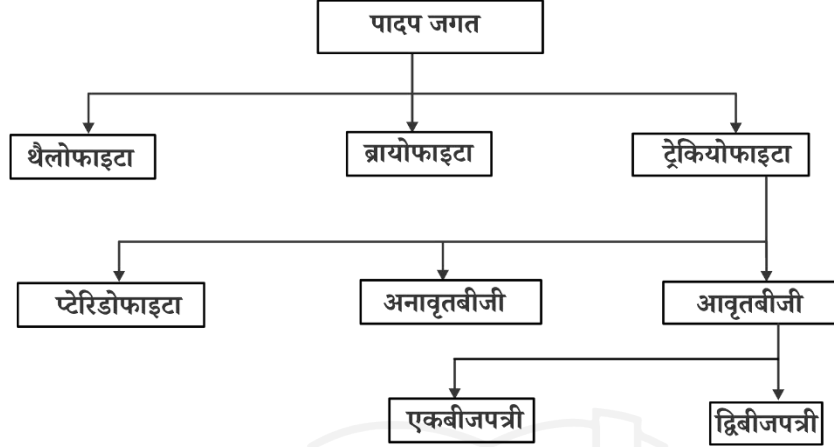 पादप जगत
थैलोफाइटा
ब्रायोफाइटा
ट्रेकियोफाइटा
प्टेरिडोफाइटा
अनावृतबीजी
आवृतबीजी
एकबीजपत्री
द्विबीजपत्री